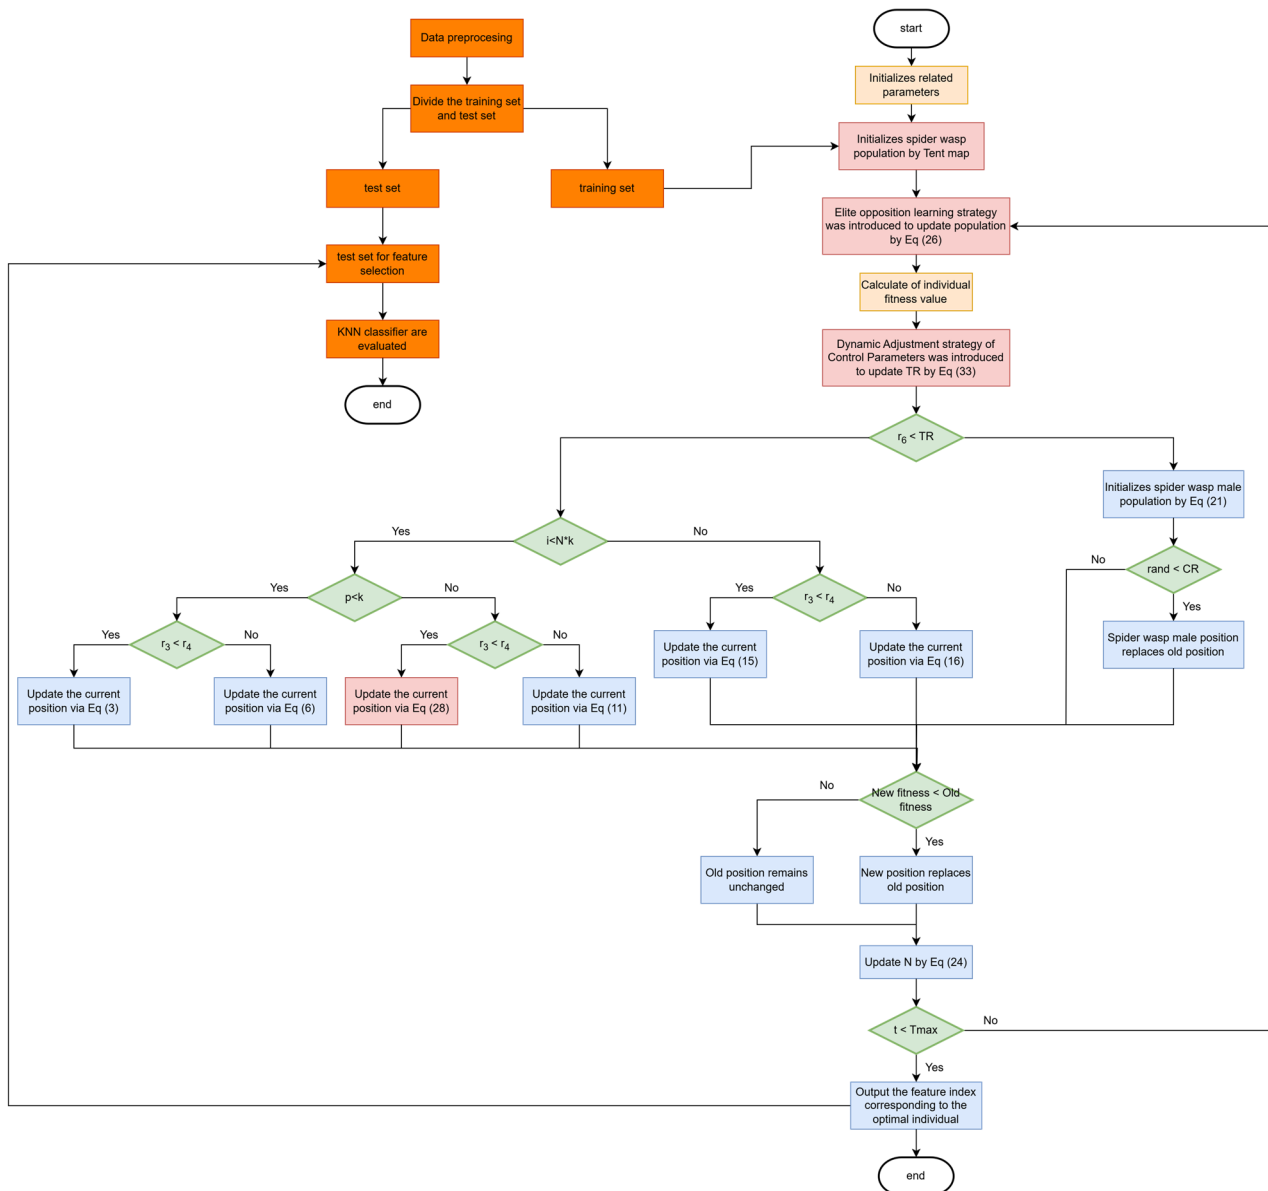 Data preprocesing
Divide the training set
and test set
test set
training set
test set for feature
selection
KNN classifier are
evaluated
end
start
Initializes related
parameters
Initializes spider wasp
population by Tent map
Elite opposition learning strategy
was introduced to update population
by Eq (26)
Calculate of individual
fitness value
Dynamic Adjustment strategy of
Control Parameters was introduced
to update TR by Eq (33)
r6 < TR
Initializes spider wasp male
population by Eq (21)
rand < CR
No
Yes
Spider wasp male position
replaces old position
i<N*k
Yes
No
p<k
Yes
No
r3 < r4
Yes
No
r3 < r4
Yes
No
r3 < r4
Yes
No
Update the current
position via Eq (3)
Update the current
position via Eq (6)
Update the current
position via Eq (28)
Update the current
position via Eq (11)
Update the current
position via Eq (15)
Update the current
position via Eq (16)
New fitness < Old
fitness
No
Yes
Old position remains
unchanged
New position replaces
old position
Update N by Eq (24)
t < Tmax
No
Yes
Output the feature index
corresponding to the
optimal individual
end